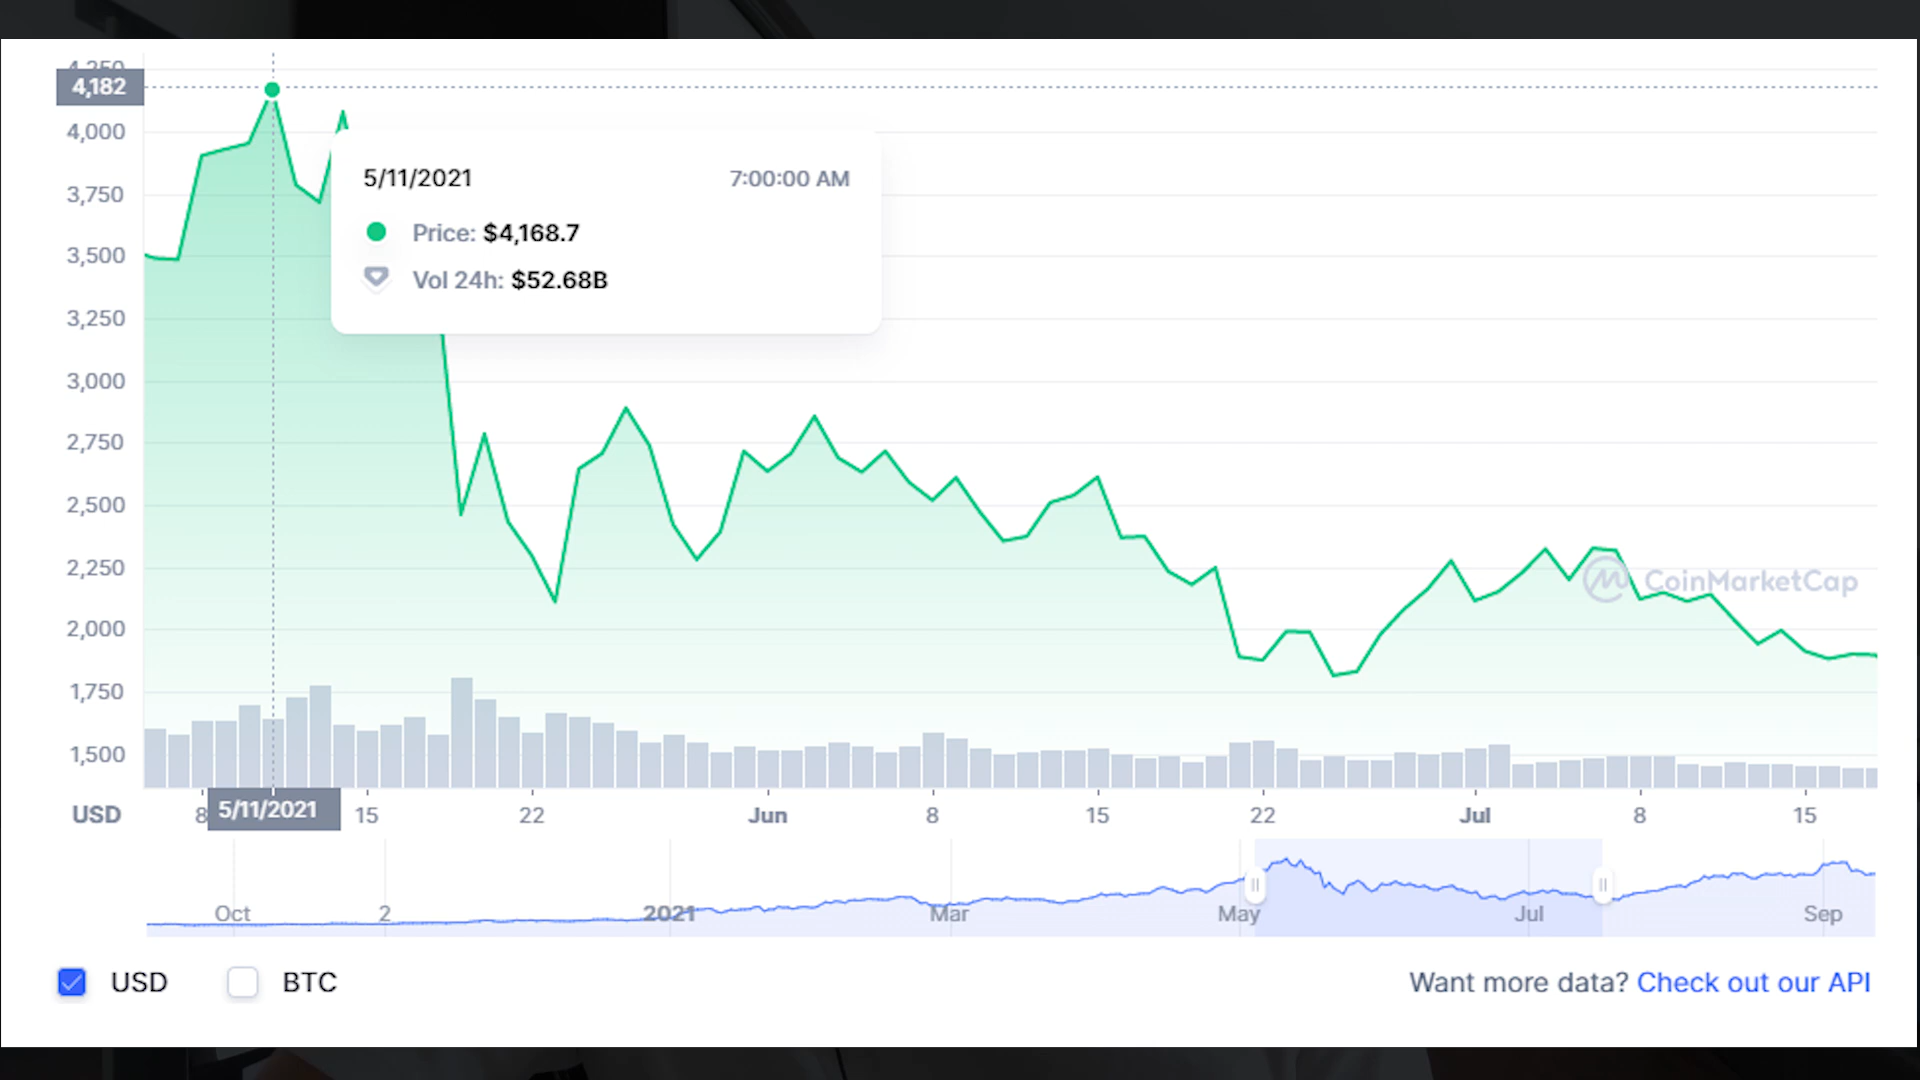 4,250
4,182
4,000
3,750
3,500
3,250
3,000
2,750
2,500
2,250
2,000
1,750
1,500
5/11/2021 7:00:00 AM
Price: $4,168.7
Vol 24h: $52.68B
CoinMarketCap
USD 8 5/11/2021 15 22 Jun 8 15 22 Jul 8 15
Oct 2 2021 Mar May Jul Sep
USD BTC Want more data? Check out our API